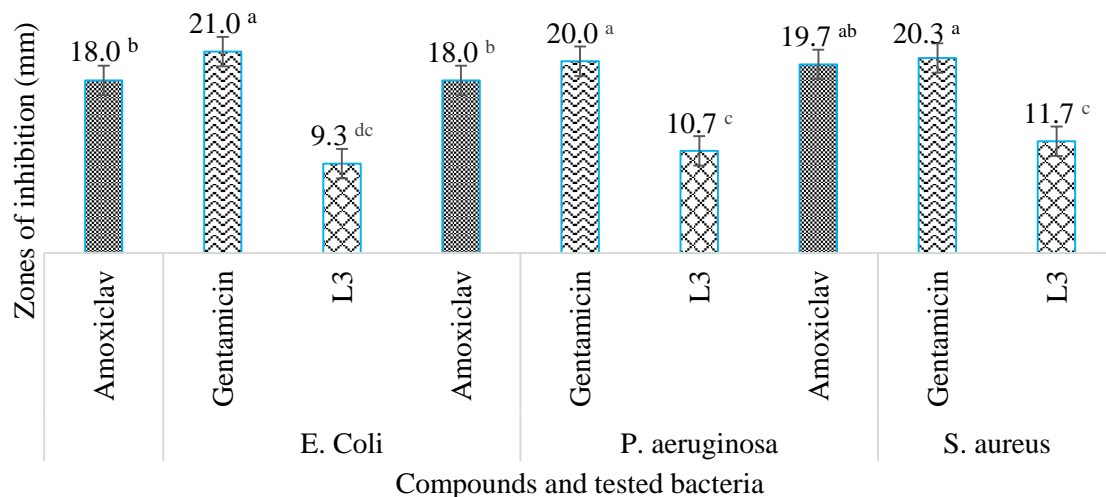 Zones of inhibition (mm)
18.0 b
21.0 a
9.3 dc
18.0 b
20.0 a
10.7 c
19.7 ab
20.3 a
11.7 c
Amoxiclav
Gentamicin
L3
Amoxiclav
Gentamicin
L3
Amoxiclav
Gentamicin
L3
E. Coli
P. aeruginosa
S. aureus
Compounds and tested bacteria